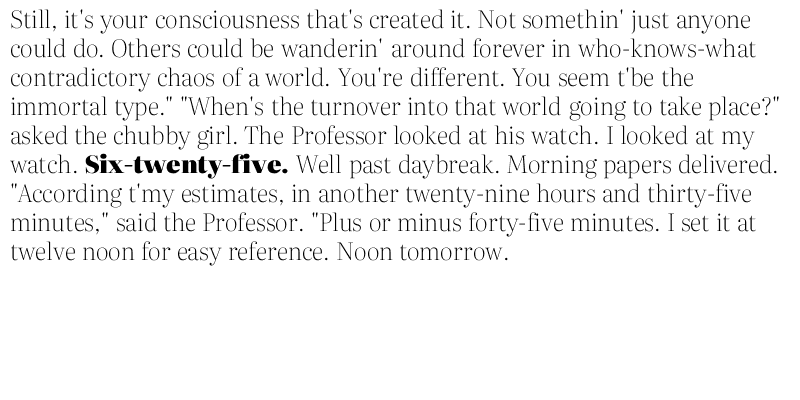 Still, it's your consciousness that's created it. Not somethin' just anyone
could do. Others could be wanderin' around forever in who-knows-what
contradictory chaos of a world. You're different. You seem t'be the
immortal type." "When's the turnover into that world going to take place?"
asked the chubby girl. The Professor looked at his watch. I looked at my
watch. Six-twenty-five. Well past daybreak. Morning papers delivered.
"According t'my estimates, in another twenty-nine hours and thirty-five
minutes," said the Professor. "Plus or minus forty-five minutes. I set it at
twelve noon for easy reference. Noon tomorrow.